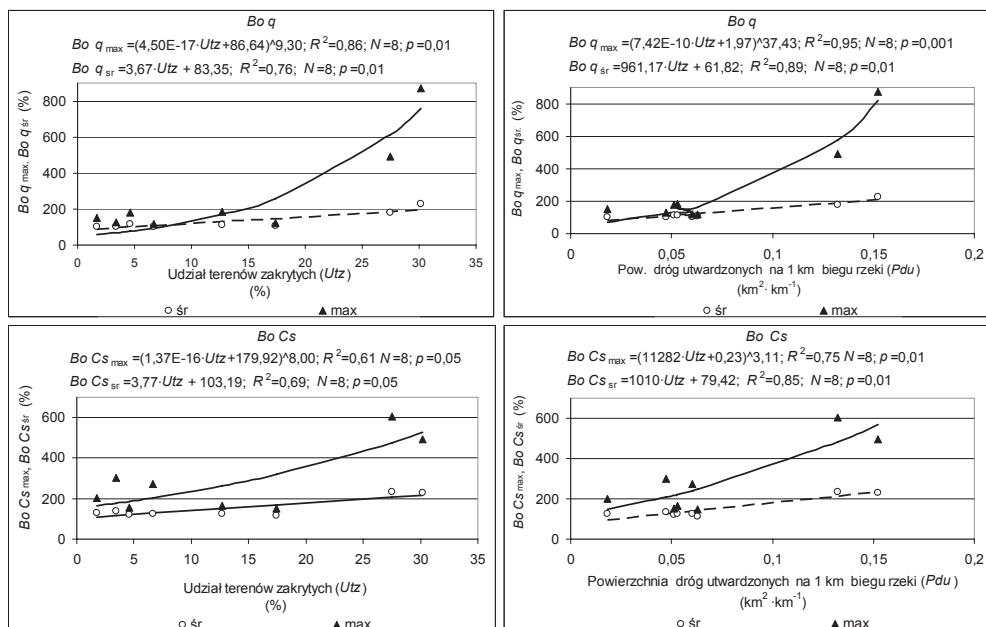 Bo q
Bo q max =(4,50E-17·Utz+86,64)^9,30; R²=0,86; N=8; p=0,01
Bo q sr =3,67·Utz + 83,35; R²=0,76; N=8; p=0,01
Bo q max, Bo q śr (%)
800
600
400
200
0
0 5 10 15 20 25 30 35
Udział terenów zakrytych (Utz)
(%)
śr max
Bo q
Bo q max =(7,42E-10·Utz+1,97)^37,43; R²=0,95; N=8; p=0,001
Bo q śr =961,17·Utz + 61,82; R²=0,89; N=8; p=0,01
Bo q max, Bo q śr. (%)
800
600
400
200
0
0 0,05 0,1 0,15 0,2
Pow. dróg utwardzonych na 1 km biegu rzeki (Pdu)
(km²· km⁻¹)
śr max
Bo Cs
Bo Cs max =(1,37E-16·Utz+179,92)^8,00; R²=0,61 N=8; p=0,05
Bo Cs sr =3,77·Utz + 103,19; R²=0,69; N=8; p=0,05
Bo Cs max, Bo Cs śr (%)
600
400
200
0
0 5 10 15 20 25 30 35
Udział terenów zakrytych (Utz)
(%)
śr max
Bo Cs
Bo Cs max =(11282·Utz+0,23)^3,11; R²=0,75 N=8; p=0,01
Bo Cs sr =1010·Utz + 79,42; R²=0,85; N=8; p=0,01
Bo Cs max, Bo Cs śr (%)
600
400
200
0
0 0,05 0,1 0,15 0,2
Powierzchnia dróg utwardzonych na 1 km biegu rzeki (Pdu)
(km² ·km⁻¹)
śr max